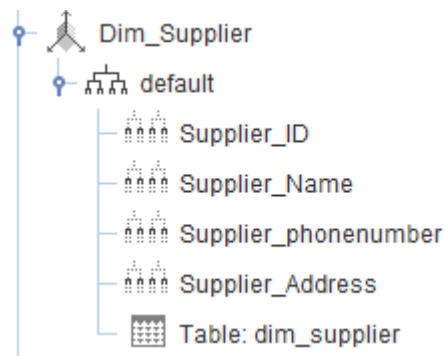 Dim_Supplier
default
Supplier_ID
Supplier_Name
Supplier_phonenumber
Supplier_Address
Table: dim_supplier